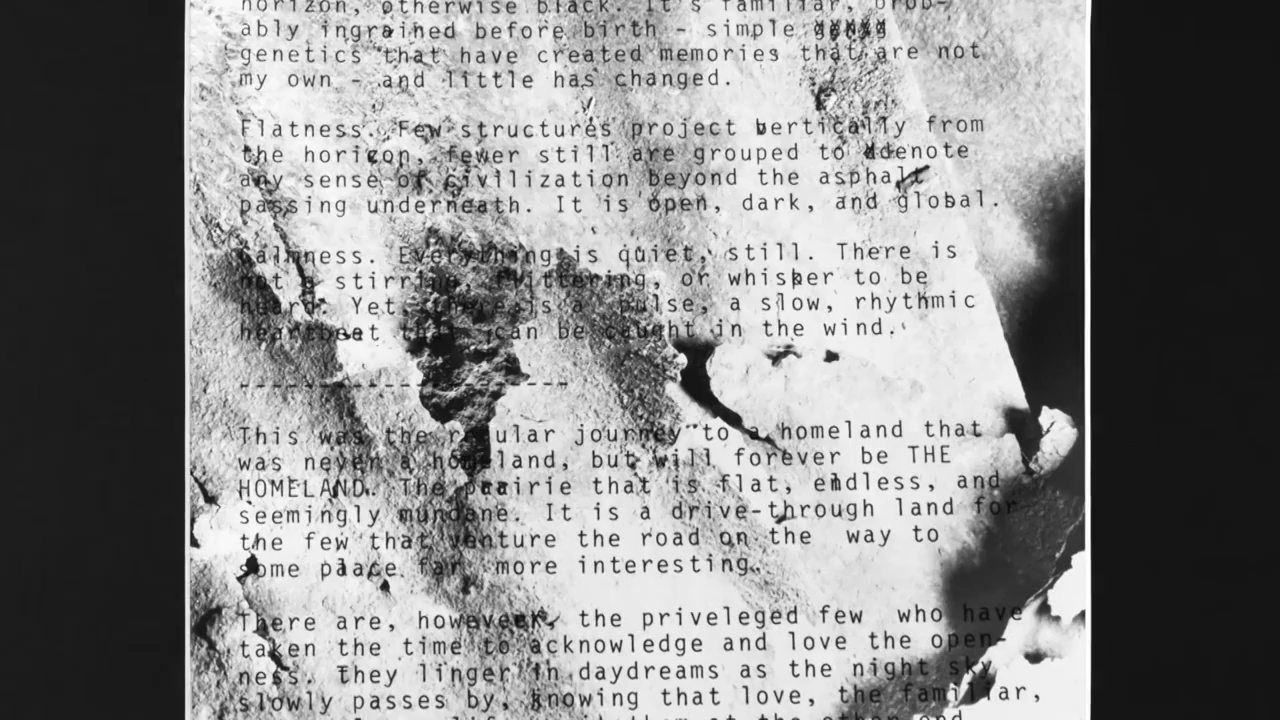 horizon, otherwise black. It's familiar, prob-
ably ingrained before birth - simple
genetics that have created memories that are not
my own - and little has changed.
Flatness. Few structures project vertically from
the horizon, fewer still are grouped to denote
any sense of civilization beyond the asphalt
passing underneath. It is open, dark, and global.
Calmness. Everything is quiet, still. There is
not a stirring, flittering, or whisper to be
heard. Yet there is a pulse, a slow, rhythmic
heartbeat that can be caught in the wind.
---------------------
This was the regular journey to a homeland that
was never a homeland, but will forever be THE
HOMELAND. The prairie that is flat, endless, and
seemingly mundane. It is a drive-through land for
the few that venture the road on the way to
some place far more interesting.
There are, however, the priveleged few who have
taken the time to acknowledge and love the open-
ness. They linger in daydreams as the night sky
slowly passes by, knowing that love, the familiar,
them at the other end